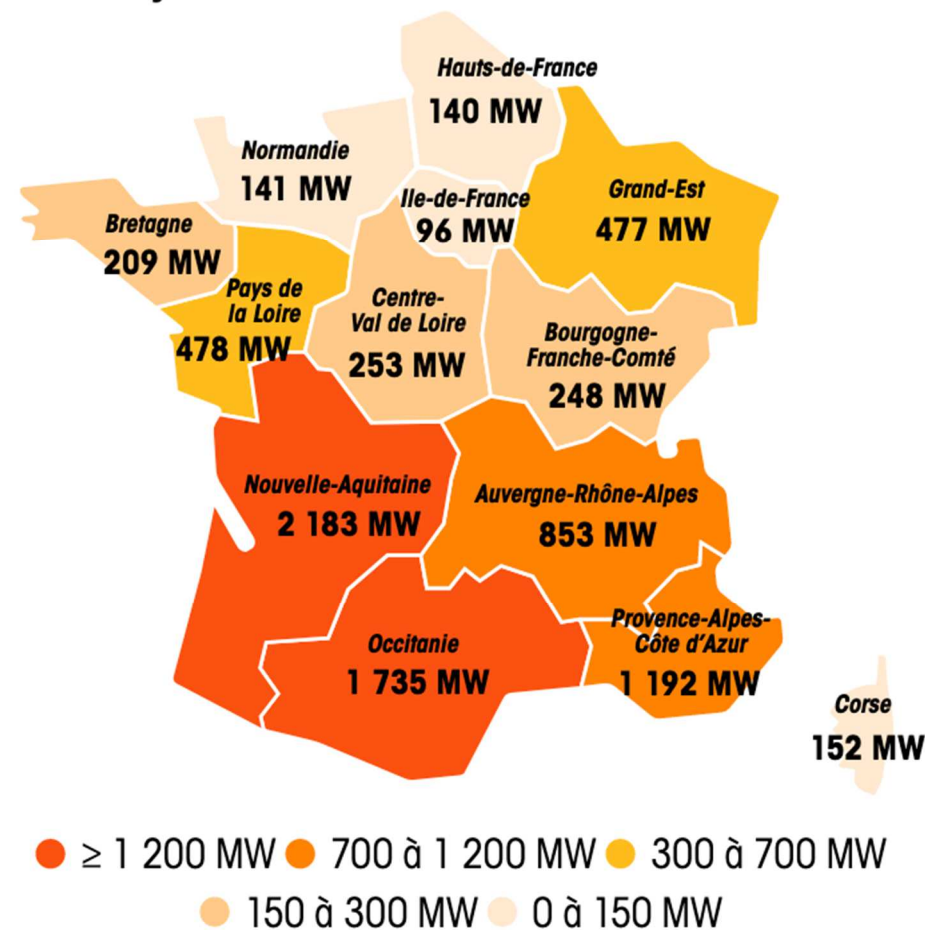 Hauts-de-France
140 MW
Normandie
141 MW
Ile-de-France
96 MW
Grand-Est
477 MW
Bretagne
209 MW
Pays de
la Loire
478 MW
Centre-
Val de Loire
253 MW
Bourgogne-
Franche-Comté
248 MW
Nouvelle-Aquitaine
2 183 MW
Auvergne-Rhône-Alpes
853 MW
Occitanie
1 735 MW
Provence-Alpes-
Côte d'Azur
1 192 MW
Corse
152 MW
≥ 1 200 MW 700 à 1 200 MW 300 à 700 MW
150 à 300 MW 0 à 150 MW